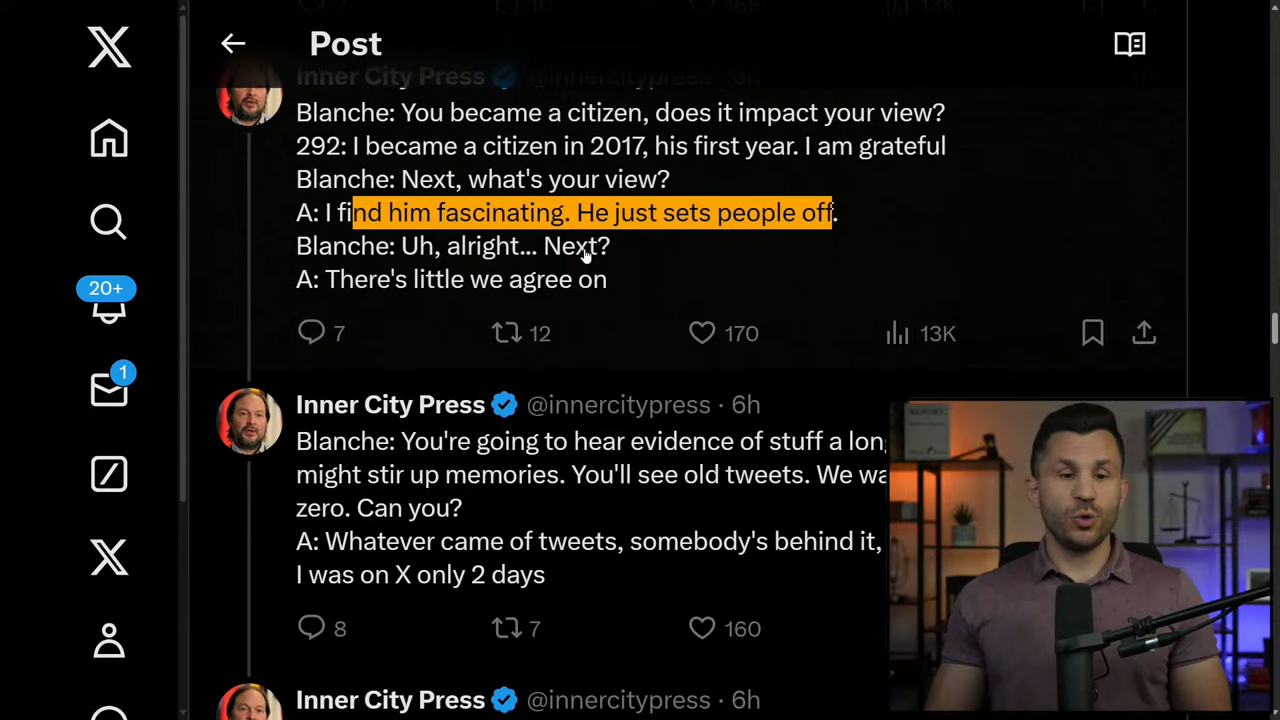 Post
Inner City Press @innercitypress · 6h
Blanche: You became a citizen, does it impact your view?
292: I became a citizen in 2017, his first year. I am grateful
Blanche: Next, what's your view?
A: I find him fascinating. He just sets people off.
Blanche: Uh, alright... Next?
A: There's little we agree on
7 12 170 13K
20+
1
Inner City Press @innercitypress · 6h
Blanche: You're going to hear evidence of stuff a long
might stir up memories. You'll see old tweets. We
zero. Can you?
A: Whatever came of tweets, somebody's behind it,
I was on X only 2 days
8 7 160
Inner City Press @innercitypress · 6h